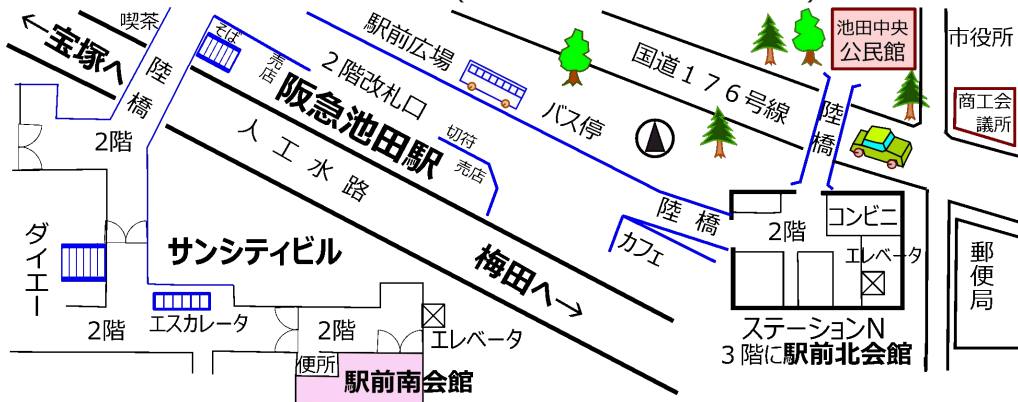 喫茶
←宝塚へ
陸橋
2階
そば
売店
2階改札口
阪急池田駅
切符
売店
人工水路
駅前広場
バス停
国道176号線
陸橋
池田中央
公民館
市役所
商工会
議所
郵便局
陸橋
カフェ
2階
コンビニ
エレベータ
ステーションN
3階に駅前北会館
梅田へ→
サンシティビル
ダイエー
2階
エスカレータ
2階
エレベータ
便所
駅前南会館